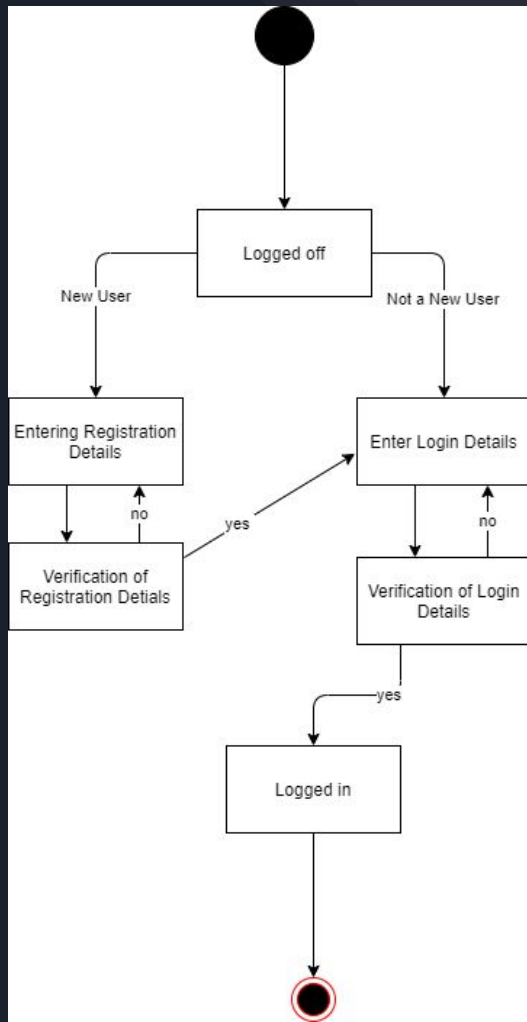 Logged off
New User
Not a New User
Entering Registration
Details
Enter Login Details
no
yes
no
Verification of
Registration Detials
Verification of Login
Details
yes
Logged in